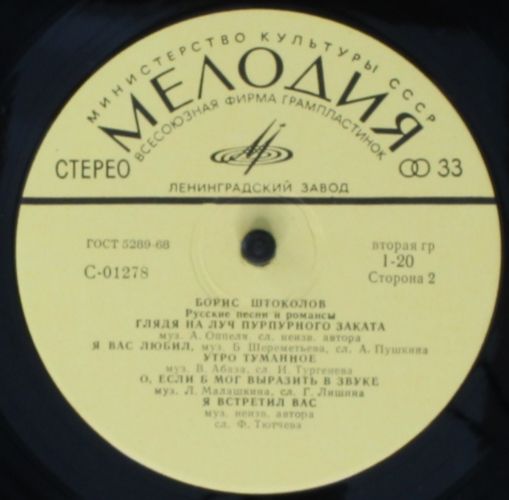 МИНИСТЕРСТВО КУЛЬТУРЫ СССР
МЕЛОДИЯ
ВСЕСОЮЗНАЯ ФИРМА ГРАМПЛАСТИНОК
СТЕРЕО
33
ЛЕНИНГРАДСКИЙ ЗАВОД
ГОСТ 5289-68
вторая гр
С-01278
1-20
Сторона 2
БОРИС ШТОКОЛОВ
Русские песни и романсы
ГЛЯДЯ НА ЛУЧ ПУРПУРНОГО ЗАКАТА
муз. А. Оппеля сл. неизв. автора
Я ВАС ЛЮБИЛ, муз. Б Шереметьева, сл. А. Пушкина
УТРО ТУМАННОЕ
муз. В. Абаза, сл. И. Тургенева
О, ЕСЛИ Б МОГ ВЫРАЗИТЬ В ЗВУКЕ
муз. Л. Малашкина, сл. Г. Лишина
Я ВСТРЕТИЛ ВАС
муз. неизв. автора
сл. Ф. Тютчева